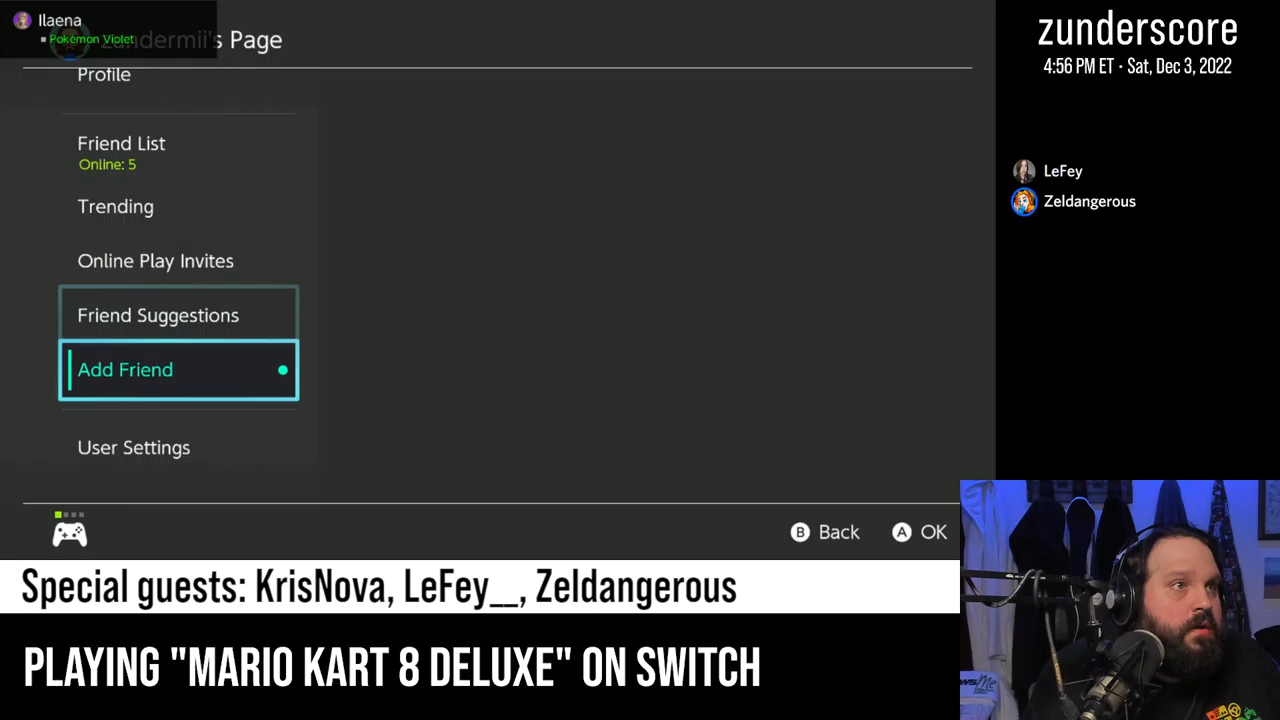 Ilaena
Pokémon Violet
zundermii's Page
Profile
Friend List
Online: 5
Trending
Online Play Invites
Friend Suggestions
Add Friend
User Settings
B Back
A OK
zunderscore
4:56 PM ET · Sat, Dec 3, 2022
LeFey
Zeldangerous
Special guests: KrisNova, LeFey__, Zeldangerous
PLAYING "MARIO KART 8 DELUXE" ON SWITCH